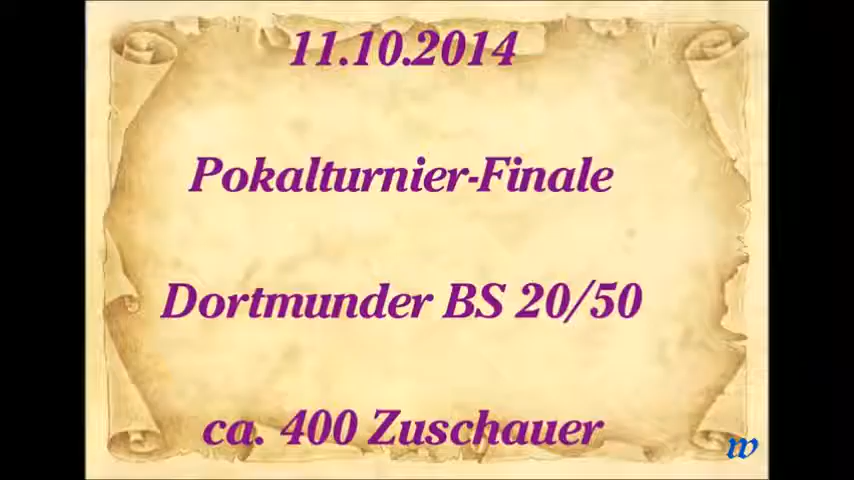 11.10.2014
Pokalturnier-Finale
Dortmunder BS 20/50
ca. 400 Zuschauer
w